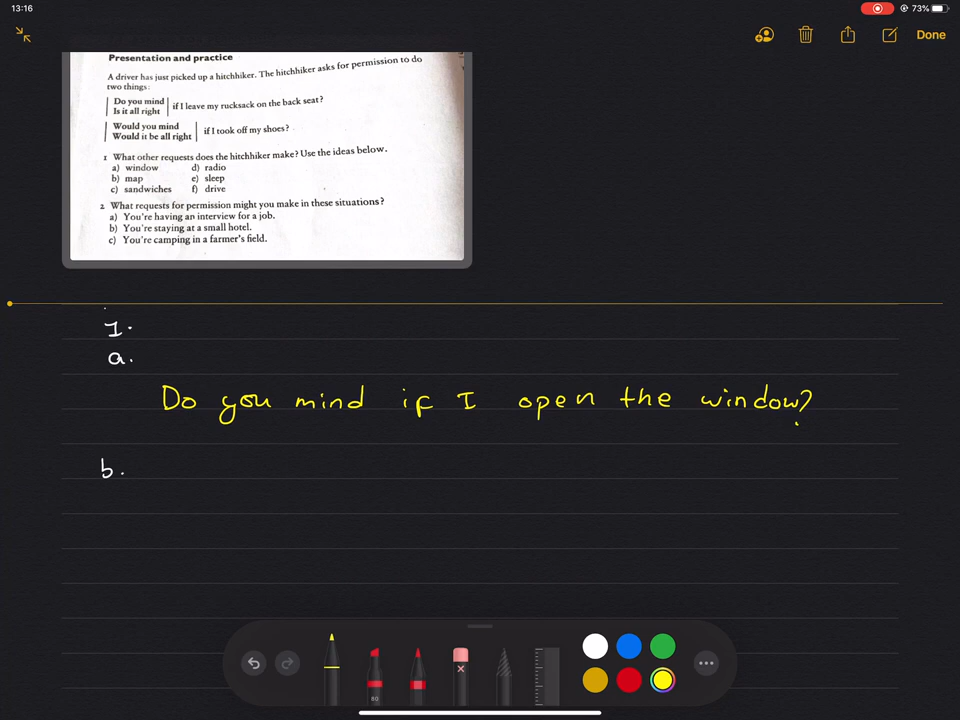 13:16
73%
Done
Presentation and practice
A driver has just picked up a hitchhiker. The hitchhiker asks for permission to do
two things:
Do you mind
Is it all right
if I leave my rucksack on the back seat?
Would you mind
Would it be all right
if I took off my shoes?
1 What other requests does the hitchhiker make? Use the ideas below.
a) window d) radio
b) map e) sleep
c) sandwiches f) drive
2 What requests for permission might you make in these situations?
a) You're having an interview for a job.
b) You're staying at a small hotel.
c) You're camping in a farmer's field.
1.
a.
Do you mind if I open the window?
b.
80